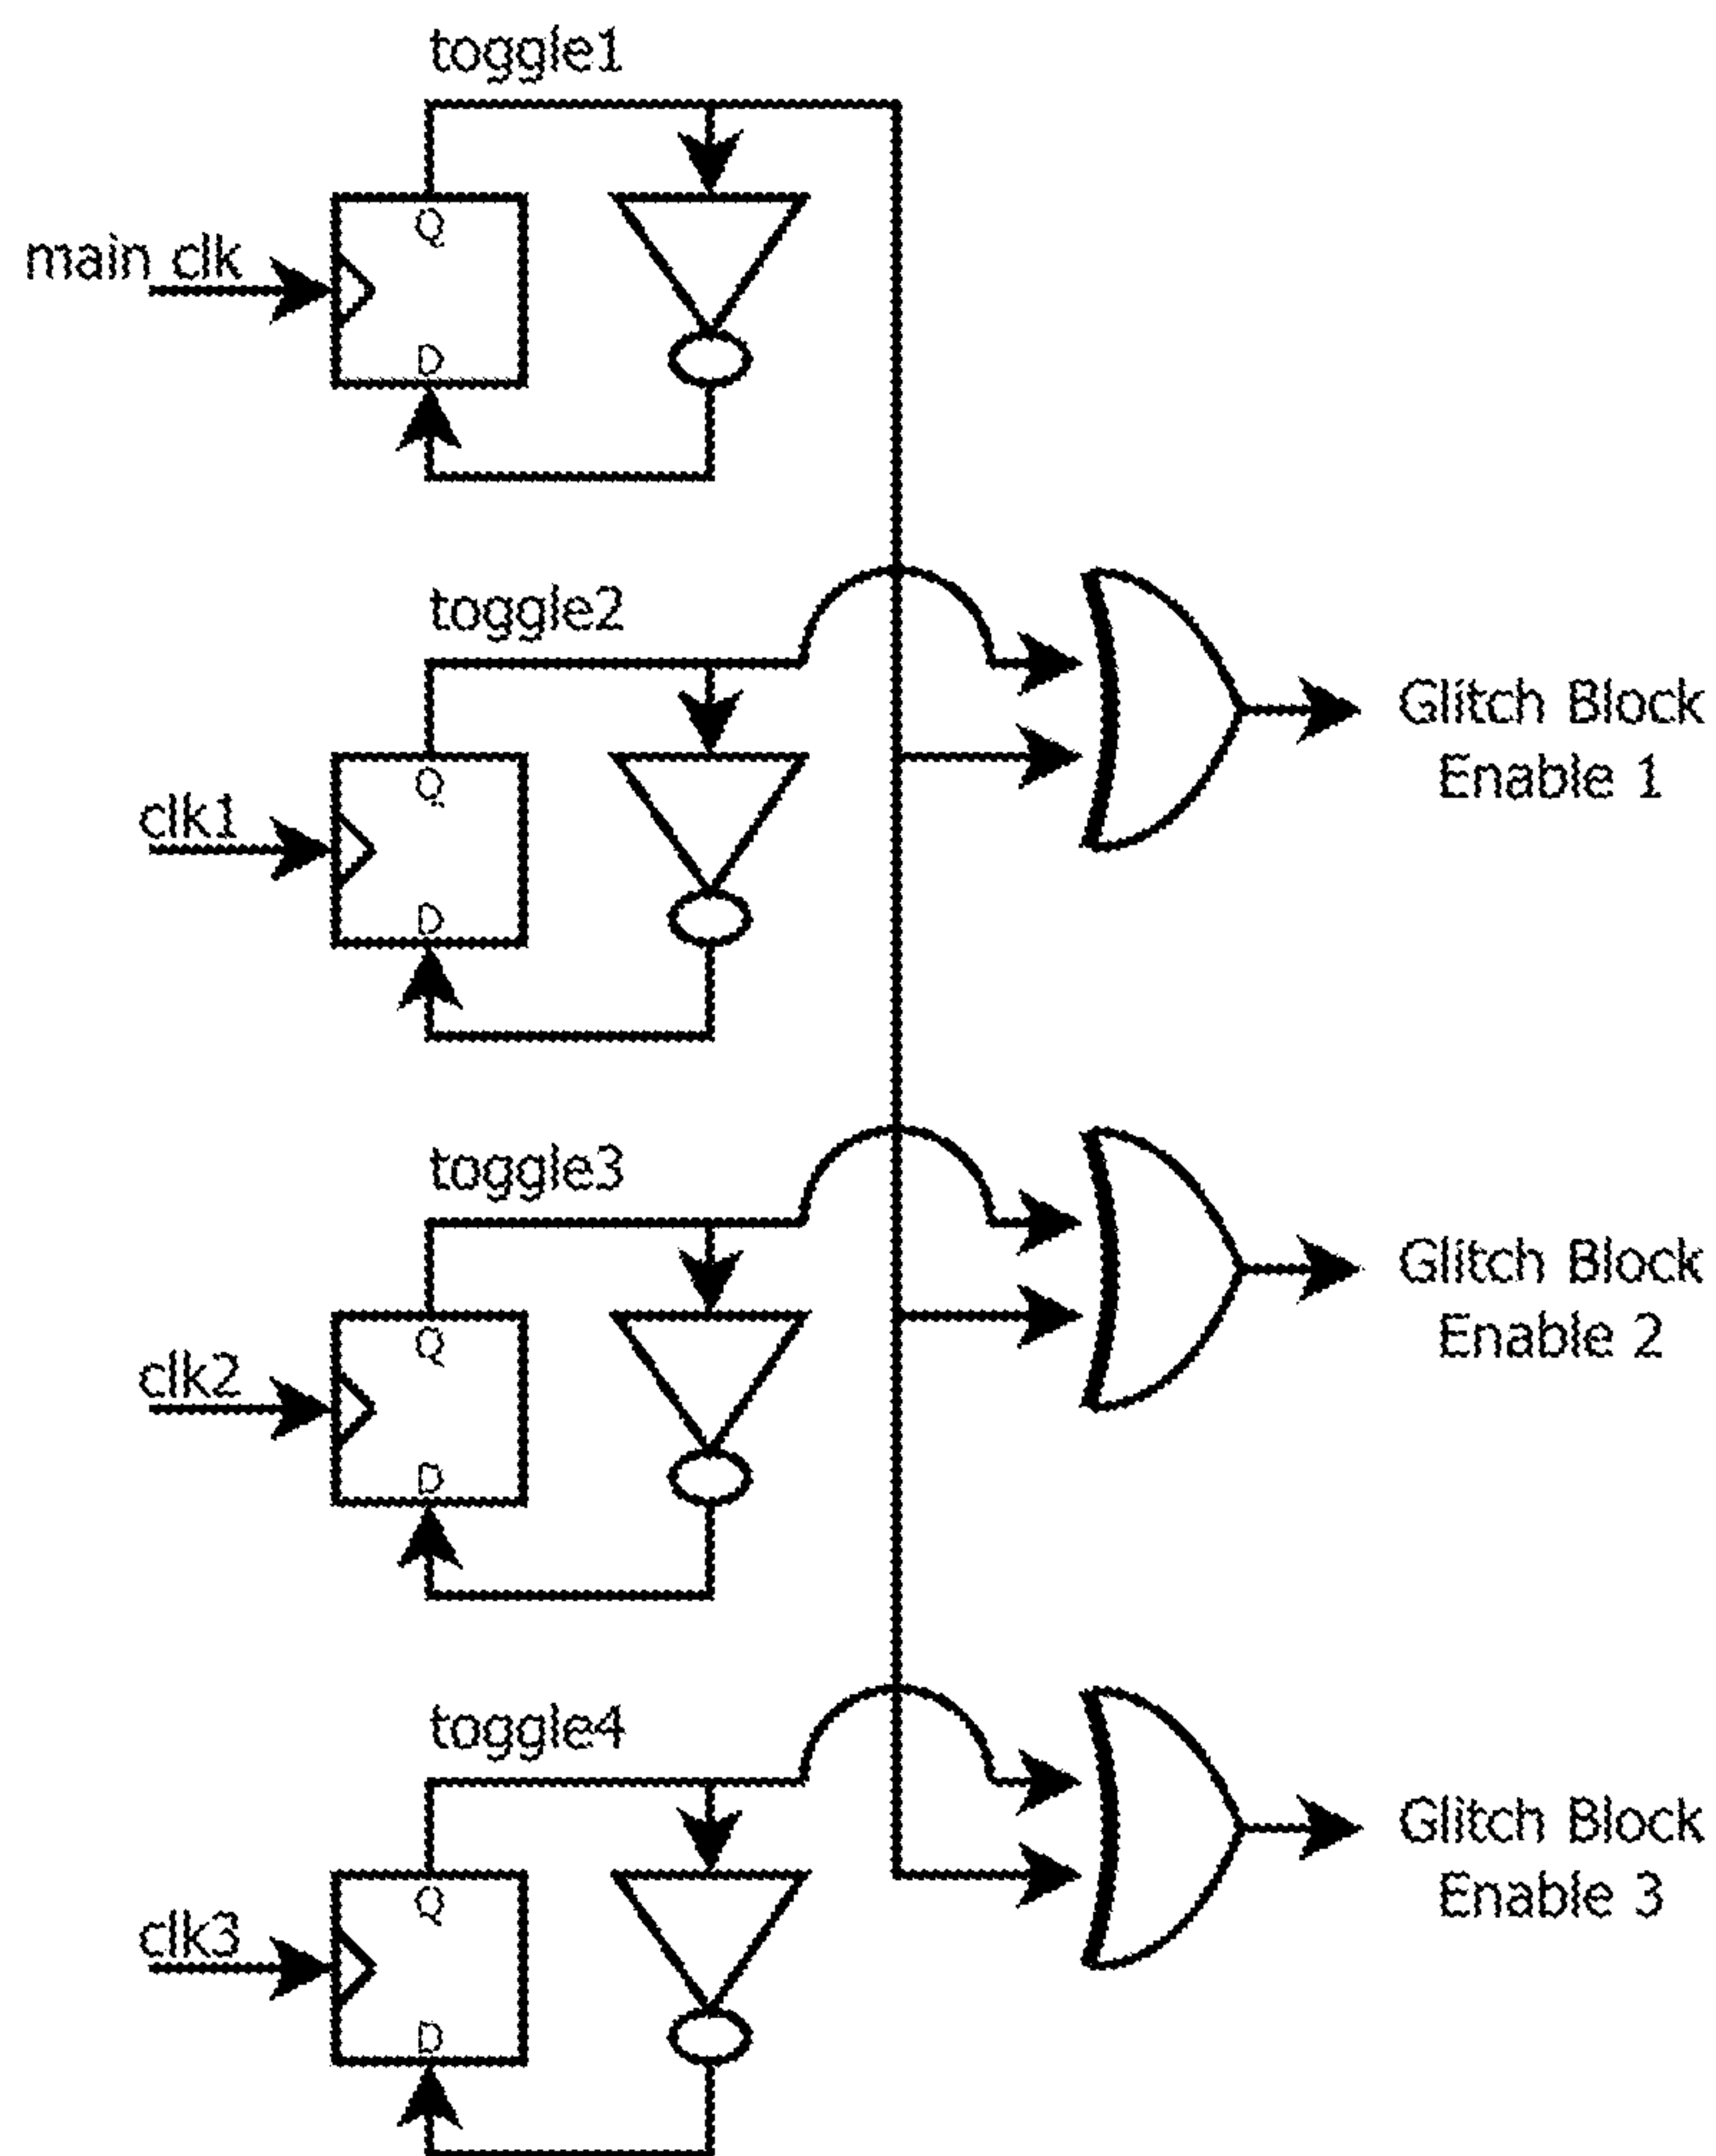 toggle1
Q
main clk
D
toggle2
Glitch Block
Enable 1
Q
clk1
D
toggle3
Glitch Block
Enable 2
Q
clk2
D
toggle4
Glitch Block
Enable 3
Q
clk3
D